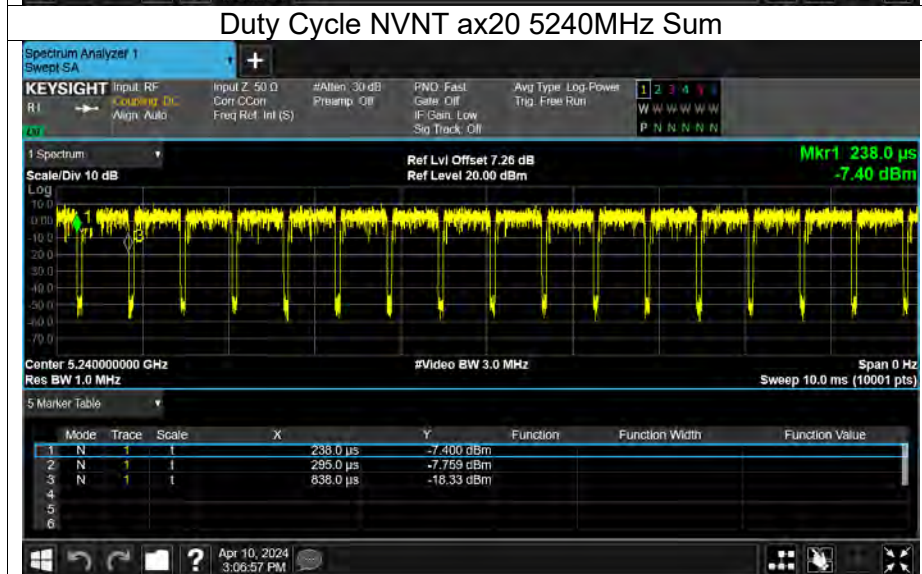 Duty Cycle NVNT ax20 5240MHz Sum
Spectrum Analyzer 1
Swept SA
+
KEYSIGHT Input: RF Input Z: 50 Ω #Atten: 30 dB PNO: Fast Avg Type: Log-Power 1 2 3 4 5 6
RI Coupling: DC Corr CCorr Preamp: Off Gate: Off Trig: Free Run W W W W W W
Align: Auto Freq Ref: Int (S) IF Gain: Low
Sig Track: Off P N N N N N
1 Spectrum Ref Lvl Offset 7.26 dB Mkr1 238.0 µs
Scale/Div 10 dB Ref Level 20.00 dBm -7.40 dBm
Log
10.0
0.00
-10.0
-20.0
-30.0
-40.0
-50.0
-60.0
-70.0
1
3
Center 5.240000000 GHz #Video BW 3.0 MHz Span 0 Hz
Res BW 1.0 MHz Sweep 10.0 ms (10001 pts)
5 Marker Table
Mode Trace Scale X Y Function Function Width Function Value
1 N 1 t 238.0 µs -7.400 dBm
2 N 1 t 295.0 µs -7.759 dBm
3 N 1 t 838.0 µs -18.33 dBm
4
5
6
? Apr 10, 2024
3:06:57 PM